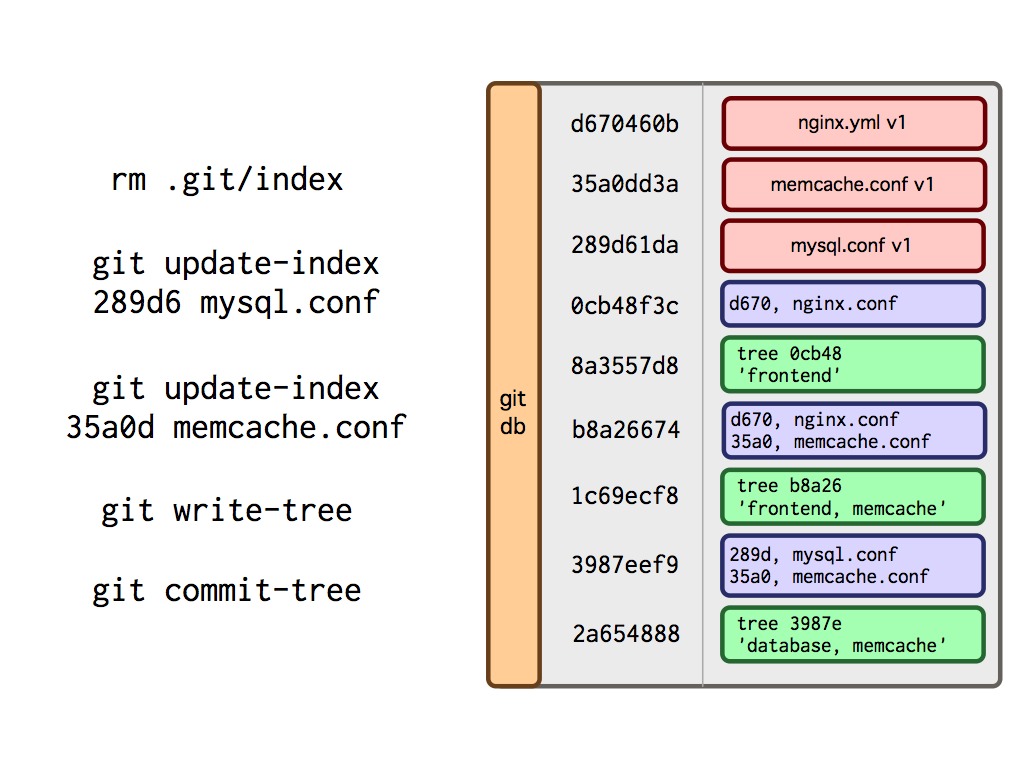 rm .git/index
git update-index
289d6 mysql.conf
git update-index
35a0d memcache.conf
git write-tree
git commit-tree
git
db
d670460b
nginx.yml v1
35a0dd3a
memcache.conf v1
289d61da
mysql.conf v1
0cb48f3c
d670, nginx.conf
8a3557d8
tree 0cb48
'frontend'
b8a26674
d670, nginx.conf
35a0, memcache.conf
1c69ecf8
tree b8a26
'frontend, memcache'
3987eef9
289d, mysql.conf
35a0, memcache.conf
2a654888
tree 3987e
'database, memcache'